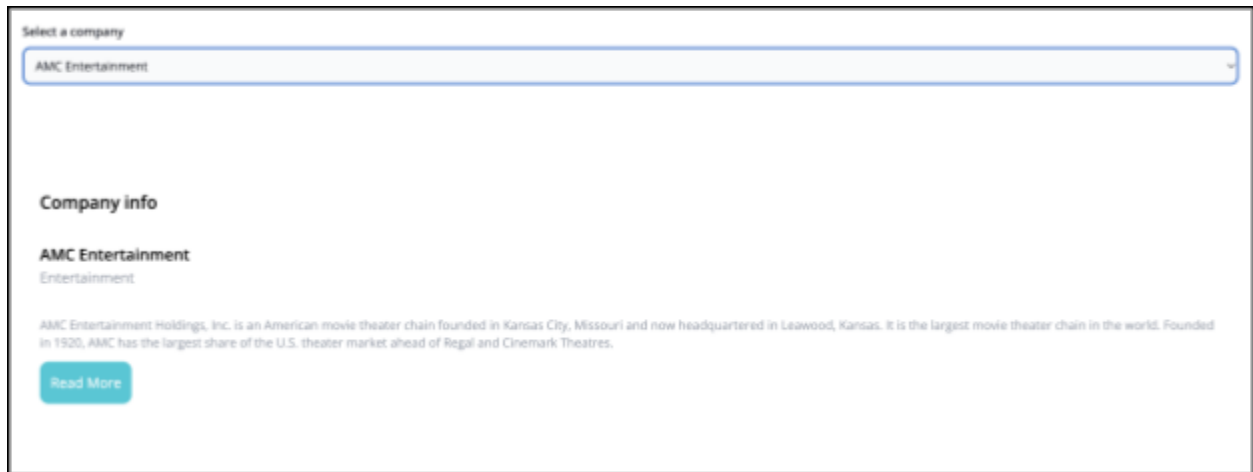 Select a company
AMC Entertainment
Company info
AMC Entertainment
Entertainment
AMC Entertainment Holdings, Inc. is an American movie theater chain founded in Kansas City, Missouri and now headquartered in Leawood, Kansas. It is the largest movie theater chain in the world. Founded
in 1920, AMC has the largest share of the U.S. theater market ahead of Regal and Cinemark Theatres.
Read More